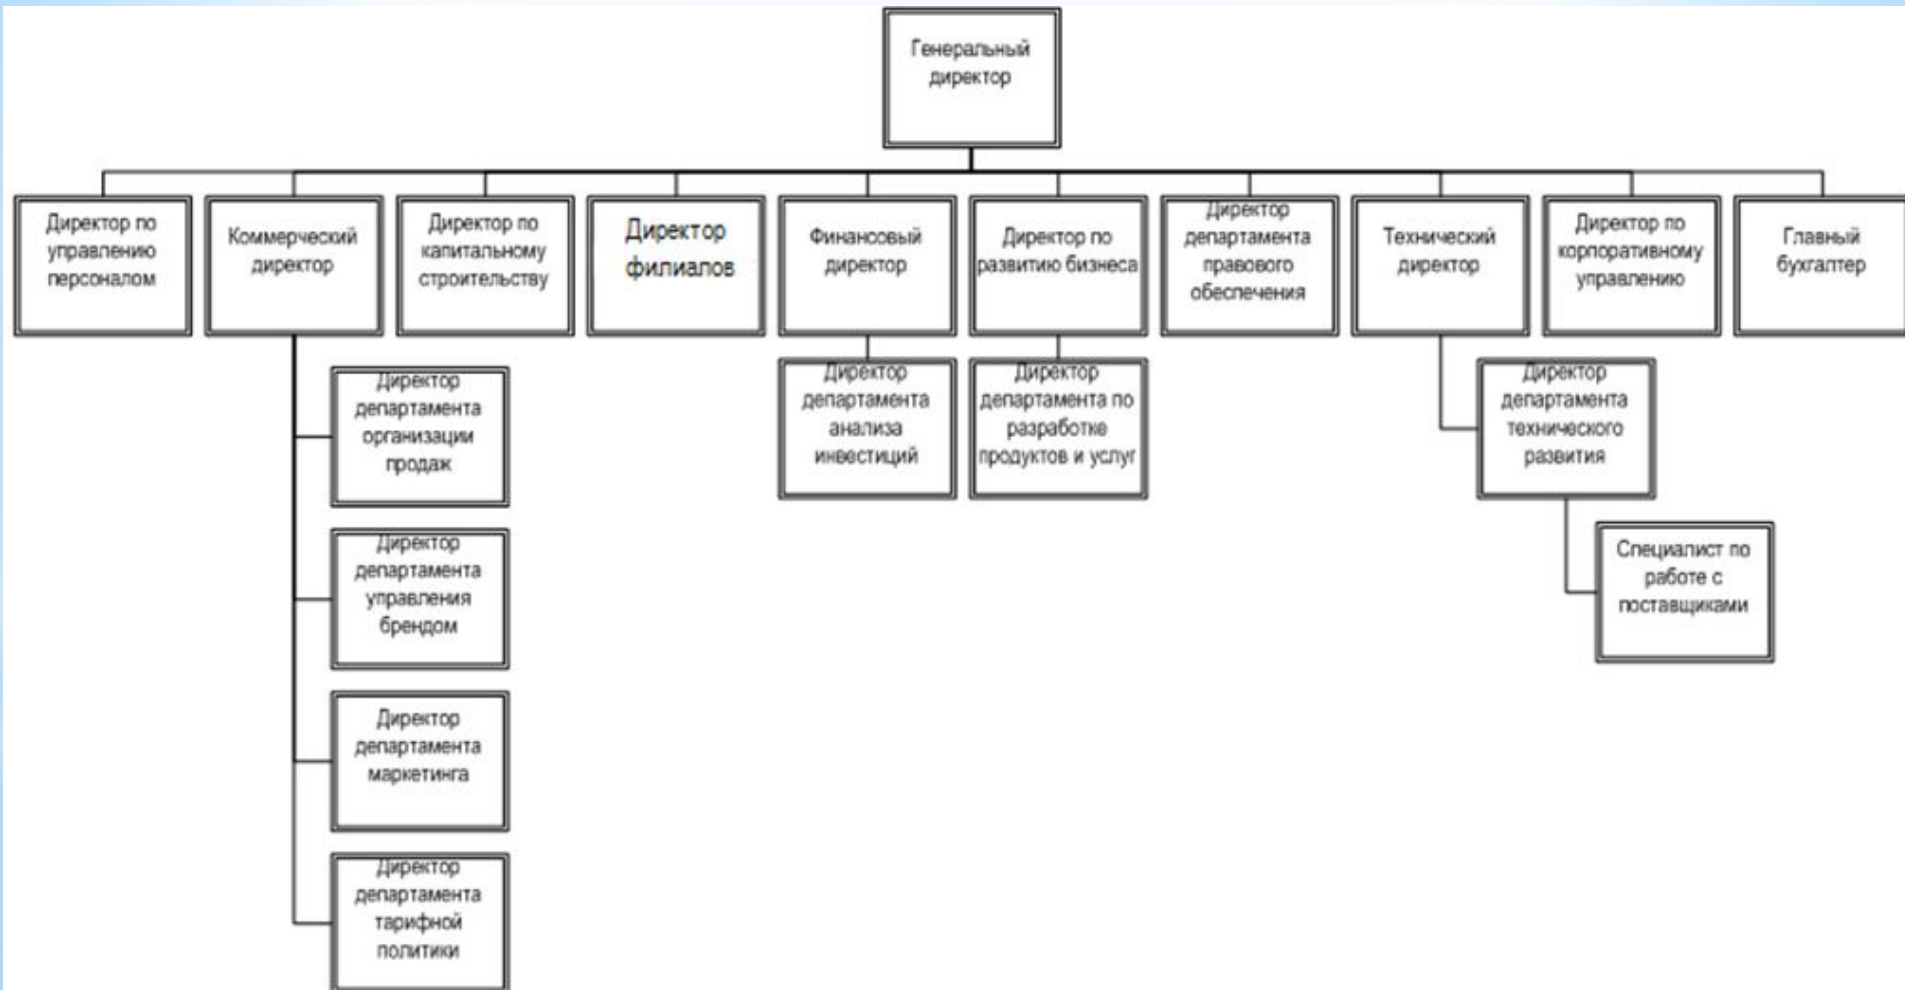 Генеральный
директор
Директор по
управлению
персоналом
Коммерческий
директор
Директор по
капитальному
строительству
Директор
филиалов
Финансовый
директор
Директор по
развитию бизнеса
Директор
департамента
правового
обеспечения
Технический
директор
Директор по
корпоративному
управлению
Главный
бухгалтер
Директор
департамента
организации
продаж
Директор
департамента
управления
брендом
Директор
департамента
маркетинга
Директор
департамента
тарифной
политики
Директор
департамента
анализа
инвестиций
Директор
департамента по
разработке
продуктов и услуг
Директор
департамента
технического
развития
Специалист по
работе с
поставщиками